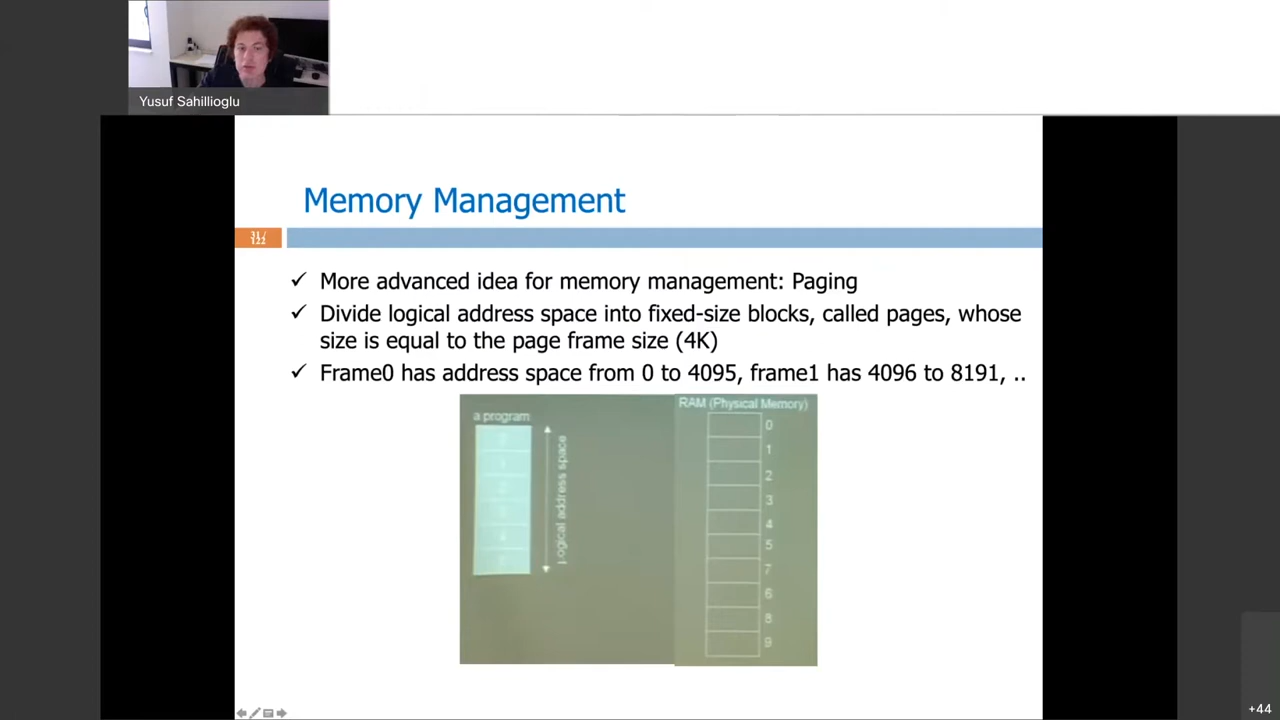 Yusuf Sahillioglu
Memory Management
31 /
122
✓ More advanced idea for memory management: Paging
✓ Divide logical address space into fixed-size blocks, called pages, whose
size is equal to the page frame size (4K)
✓ Frame0 has address space from 0 to 4095, frame1 has 4096 to 8191, ..
a program
logical address space
RAM (Physical Memory)
0
1
2
3
4
5
7
6
8
9
+44